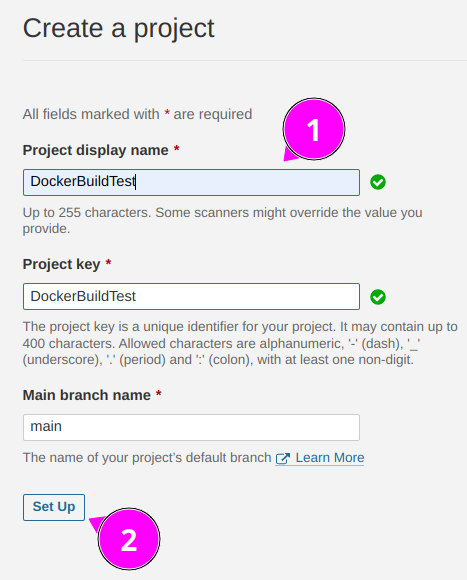 Create a project
All fields marked with * are required
1
Project display name *
DockerBuildTest
Up to 255 characters. Some scanners might override the value you
provide.
Project key *
DockerBuildTest
The project key is a unique identifier for your project. It may contain up to
400 characters. Allowed characters are alphanumeric, '-' (dash), '_'
(underscore), '.' (period) and ':' (colon), with at least one non-digit.
Main branch name *
main
The name of your project's default branch Learn More
Set Up
2